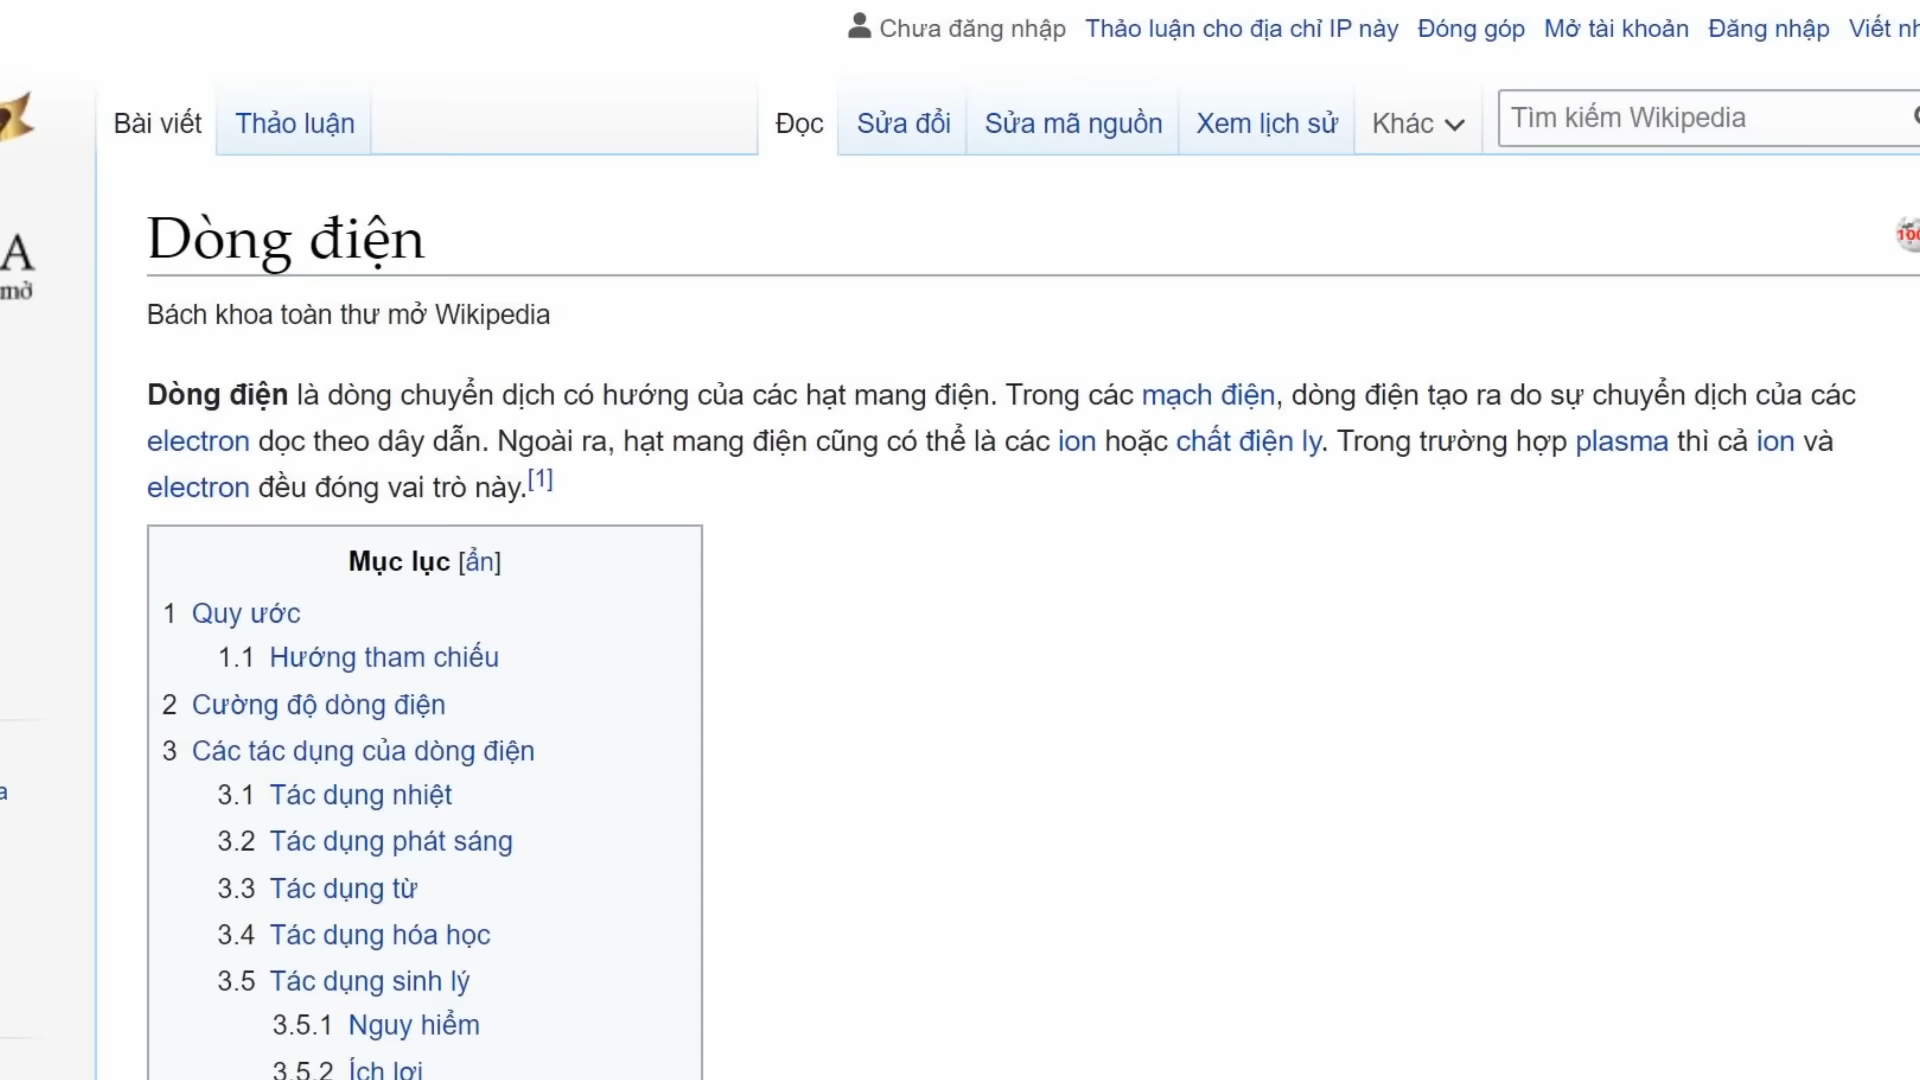 Chưa đăng nhập Thảo luận cho địa chỉ IP này Đóng góp Mở tài khoản Đăng nhập Viết
Bài viết Thảo luận Đọc Sửa đổi Sửa mã nguồn Xem lịch sử Khác Tìm kiếm Wikipedia
A
mở
Dòng điện
Bách khoa toàn thư mở Wikipedia
Dòng điện là dòng chuyển dịch có hướng của các hạt mang điện. Trong các mạch điện, dòng điện tạo ra do sự chuyển dịch của các
electron dọc theo dây dẫn. Ngoài ra, hạt mang điện cũng có thể là các ion hoặc chất điện ly. Trong trường hợp plasma thì cả ion và
electron đều đóng vai trò này.[1]
Mục lục [ẩn]
1 Quy ước
1.1 Hướng tham chiếu
2 Cường độ dòng điện
3 Các tác dụng của dòng điện
3.1 Tác dụng nhiệt
3.2 Tác dụng phát sáng
3.3 Tác dụng từ
3.4 Tác dụng hóa học
3.5 Tác dụng sinh lý
3.5.1 Nguy hiểm
3.5.2 Ích lợi